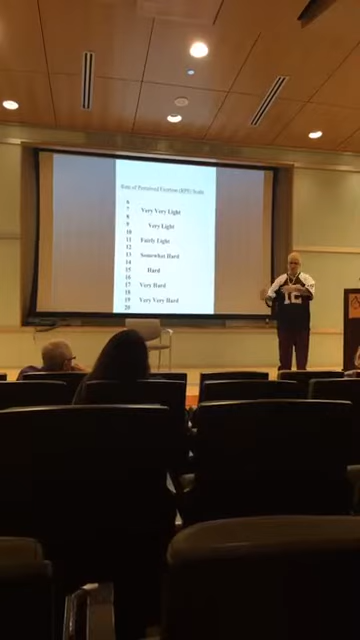 Rate of Perceived Exertion (RPE) Scale
6
7 Very Very Light
8
9 Very Light
10
11 Fairly Light
12
13 Somewhat Hard
14
15 Hard
16
17 Very Hard
18
19 Very Very Hard
20
12